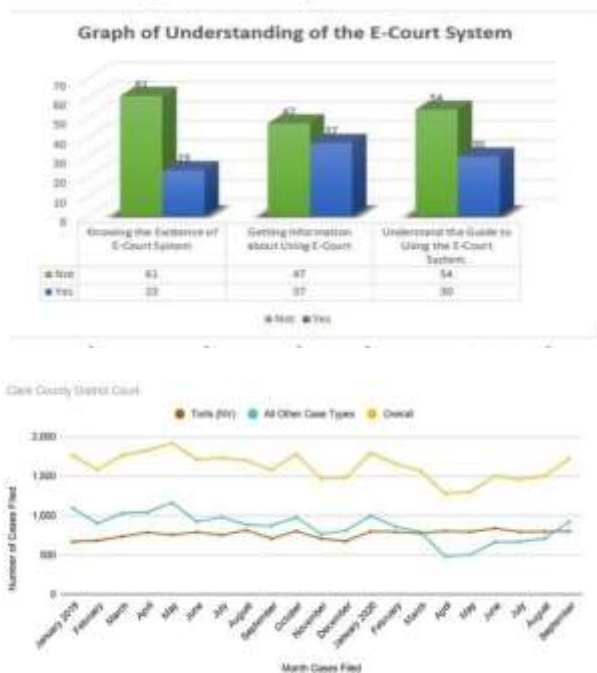 Graph of Understanding of the E-Court System
70
60
50
40
30
20
10
0
61
23
47
37
54
30
Knowing the Existence of E-Court System
Getting Information about Using E-Court
Understand the Guide to Using the E-Court System
Not 61 47 54
Yes 23 37 30
Not Yes
Clark County District Court
Torts (NV) All Other Case Types Overall
Number of Cases Filed
2,000
1,500
1,000
500
0
January 2019 February March April May June July August September October November December January 2020 February March April May June July August September
Month Cases Filed